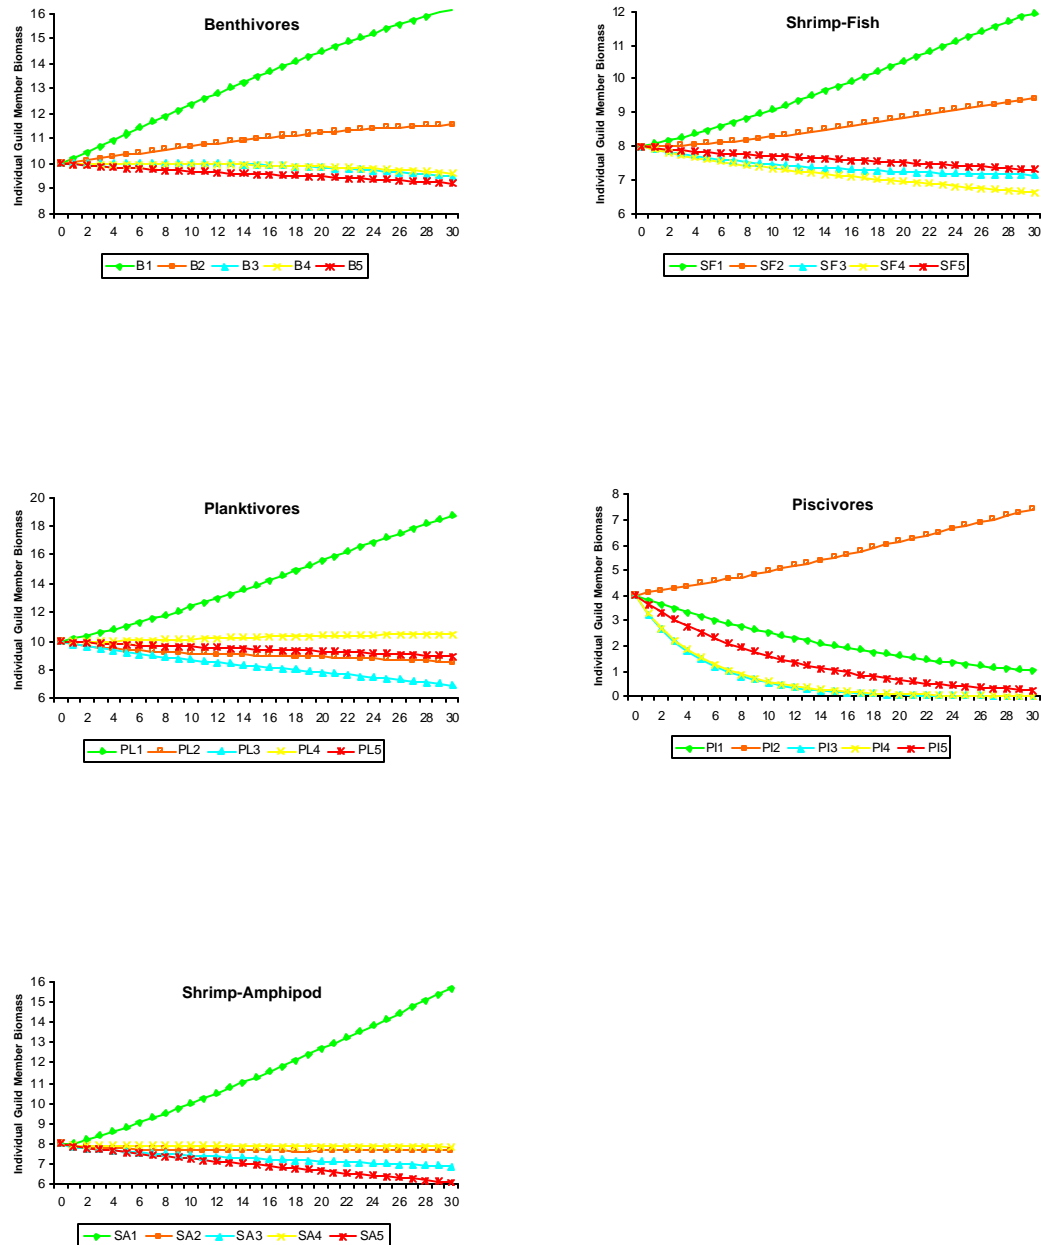 Benthivores
Individual Guild Member Biomass
16
15
14
13
12
11
10
9
8
0 2 4 6 8 10 12 14 16 18 20 22 24 26 28 30
B1 B2 B3 B4 B5
Shrimp-Fish
Individual Guild Member Biomass
12
11
10
9
8
7
6
0 2 4 6 8 10 12 14 16 18 20 22 24 26 28 30
SF1 SF2 SF3 SF4 SF5
Planktivores
Individual Guild Member Biomass
20
18
16
14
12
10
8
6
0 2 4 6 8 10 12 14 16 18 20 22 24 26 28 30
PL1 PL2 PL3 PL4 PL5
Piscivores
Individual Guild Member Biomass
8
7
6
5
4
3
2
1
0
0 2 4 6 8 10 12 14 16 18 20 22 24 26 28 30
PI1 PI2 PI3 PI4 PI5
Shrimp-Amphipod
Individual Guild Member Biomass
16
15
14
13
12
11
10
9
8
7
6
0 2 4 6 8 10 12 14 16 18 20 22 24 26 28 30
SA1 SA2 SA3 SA4 SA5